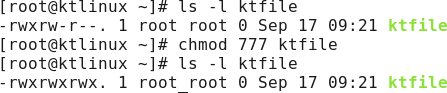 [root@ktlinux ~]# ls -l ktfile
-rwxrw-r--. 1 root root 0 Sep 17 09:21 ktfile
[root@ktlinux ~]# chmod 777 ktfile
[root@ktlinux ~]# ls -l ktfile
-rwxrwxrwx. 1 root_root 0 Sep 17 09:21 ktfile